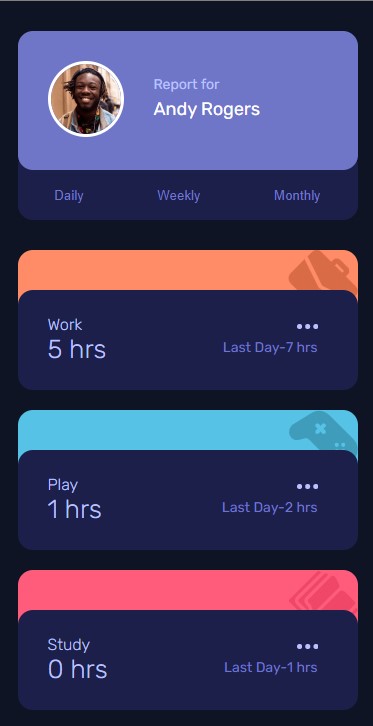 Report for
Andy Rogers
Daily Weekly Monthly
Work
5 hrs
Last Day-7 hrs
Play
1 hrs
Last Day-2 hrs
Study
0 hrs
Last Day-1 hrs